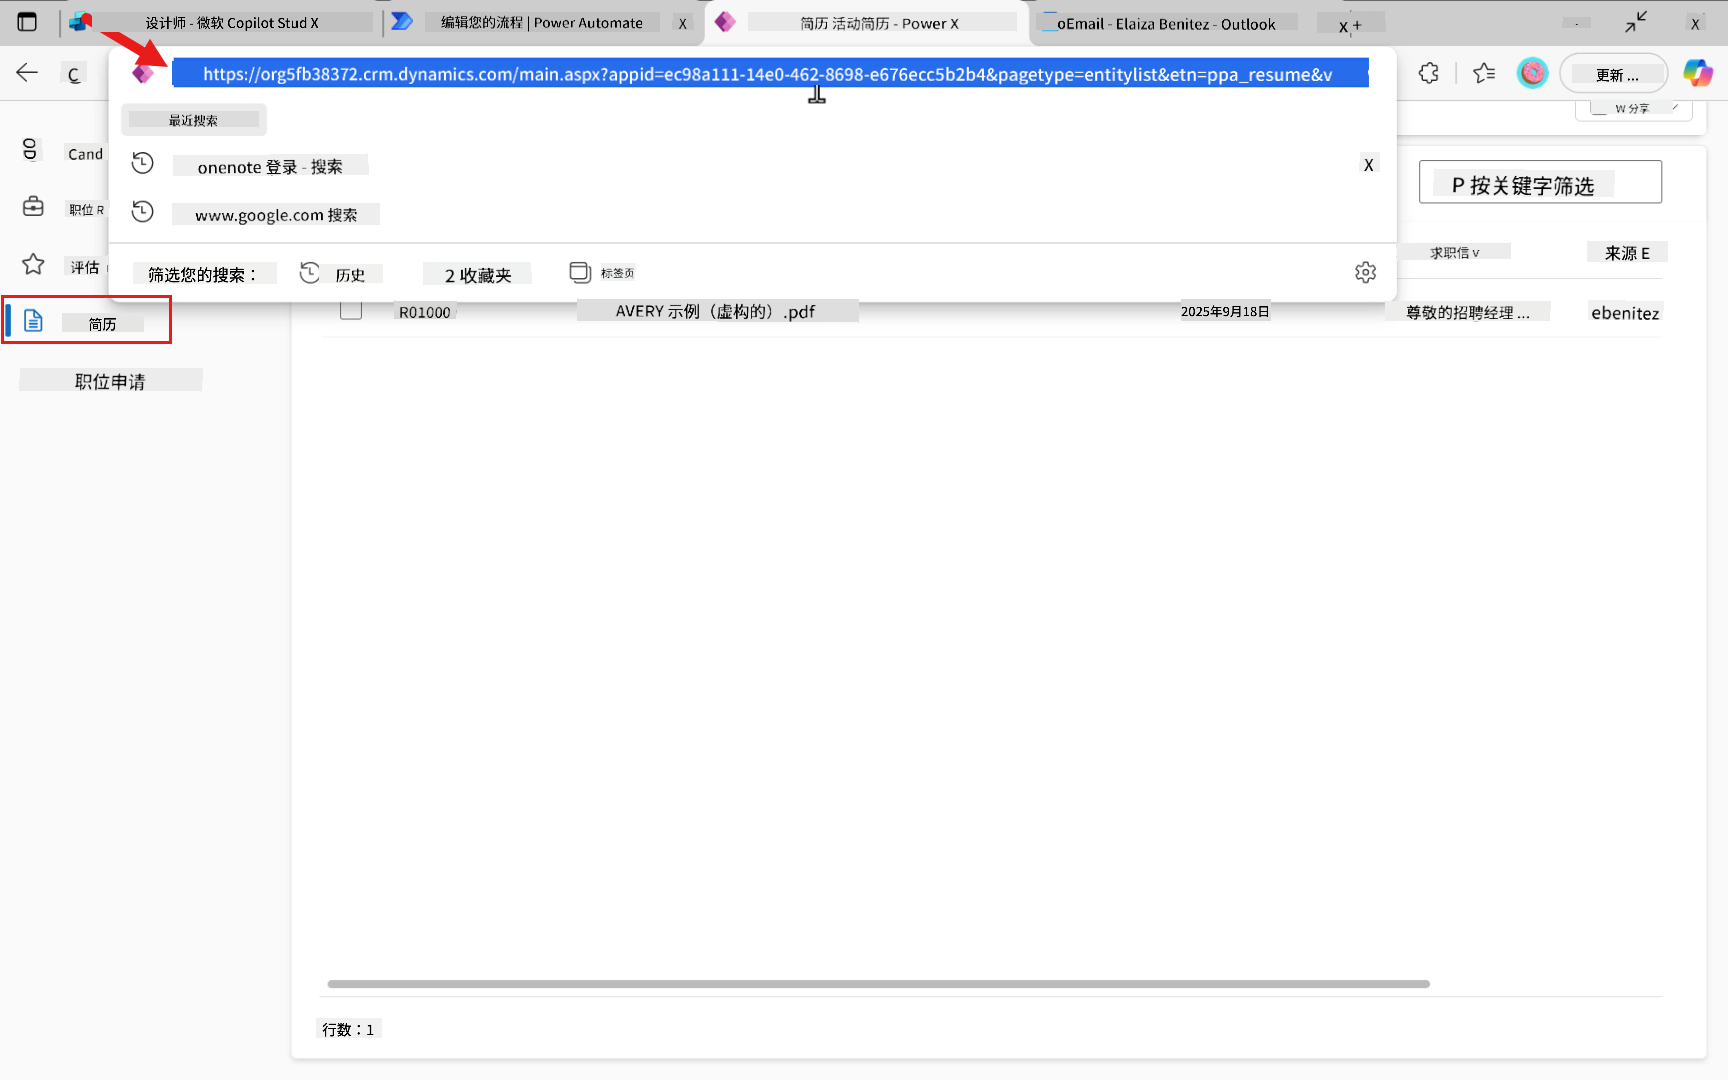 设计师 - 微软 Copilot Stud X
编辑您的流程 | Power Automate X
简历 活动简历 - Power X
oEmail - Elaiza Benitez - Outlook
X +
X
C
https://org5fb38372.crm.dynamics.com/main.aspx?appid=ec98a111-14e0-462-8698-e676ecc5b2b4&pagetype=entitylist&etn=ppa_resume&v
更新 ...
最近搜索
W 分享
OD
Cand
onenote 登录 - 搜索
X
P 按关键字筛选
职位 R
www.google.com 搜索
求职信 v
来源 E
评估
筛选您的搜索：
历史
2 收藏夹
标签页
简历
R01000
AVERY 示例（虚构的）.pdf
2025年9月18日
尊敬的招聘经理 ...
ebenitez
职位申请
行数：1